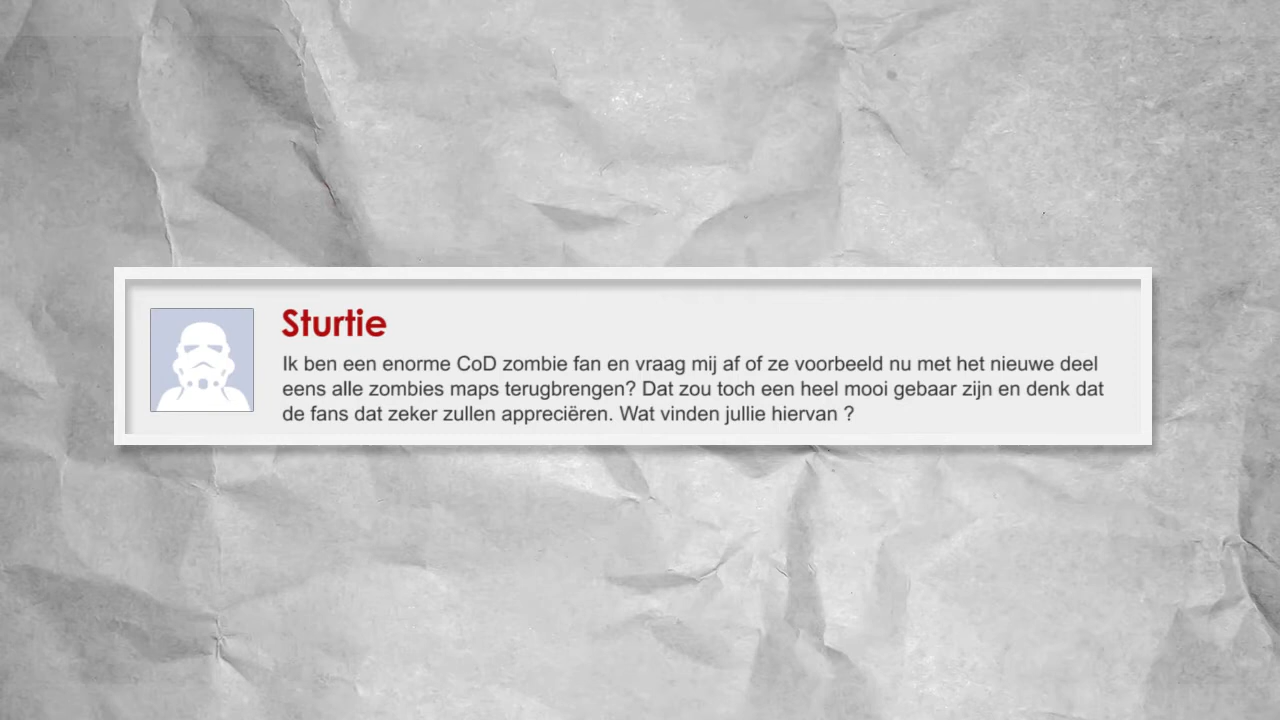 Sturtie
Ik ben een enorme CoD zombie fan en vraag mij af of ze voorbeeld nu met het nieuwe deel
eens alle zombies maps terugbrengen? Dat zou toch een heel mooi gebaar zijn en denk dat
de fans dat zeker zullen appreciëren. Wat vinden jullie hiervan ?